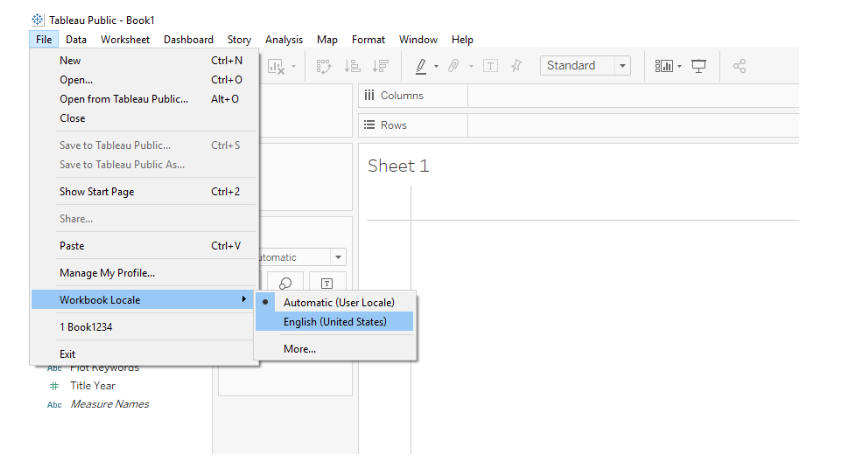 Tableau Public - Book1
File Data Worksheet Dashboard Story Analysis Map Format Window Help
New Ctrl+N
Open... Ctrl+O
Open from Tableau Public... Alt+O
Close
Save to Tableau Public... Ctrl+S
Save to Tableau Public As...
Show Start Page Ctrl+2
Share...
Paste Ctrl+V
Manage My Profile...
Workbook Locale
1 Book1234
Exit
Automatic (User Locale)
English (United States)
More...
Standard
Columns
Rows
Sheet 1
T
Abc Plot Keywords
# Title Year
Abc Measure Names